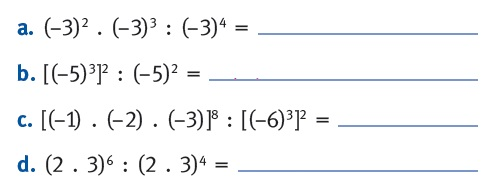 a. (–3)² . (–3)³ : (–3)⁴ =
b. [(–5)³]² : (–5)² =
c. [(–1) . (–2) . (–3)]⁸ : [(–6)³]² =
d. (2 . 3)⁶ : (2 . 3)⁴ =